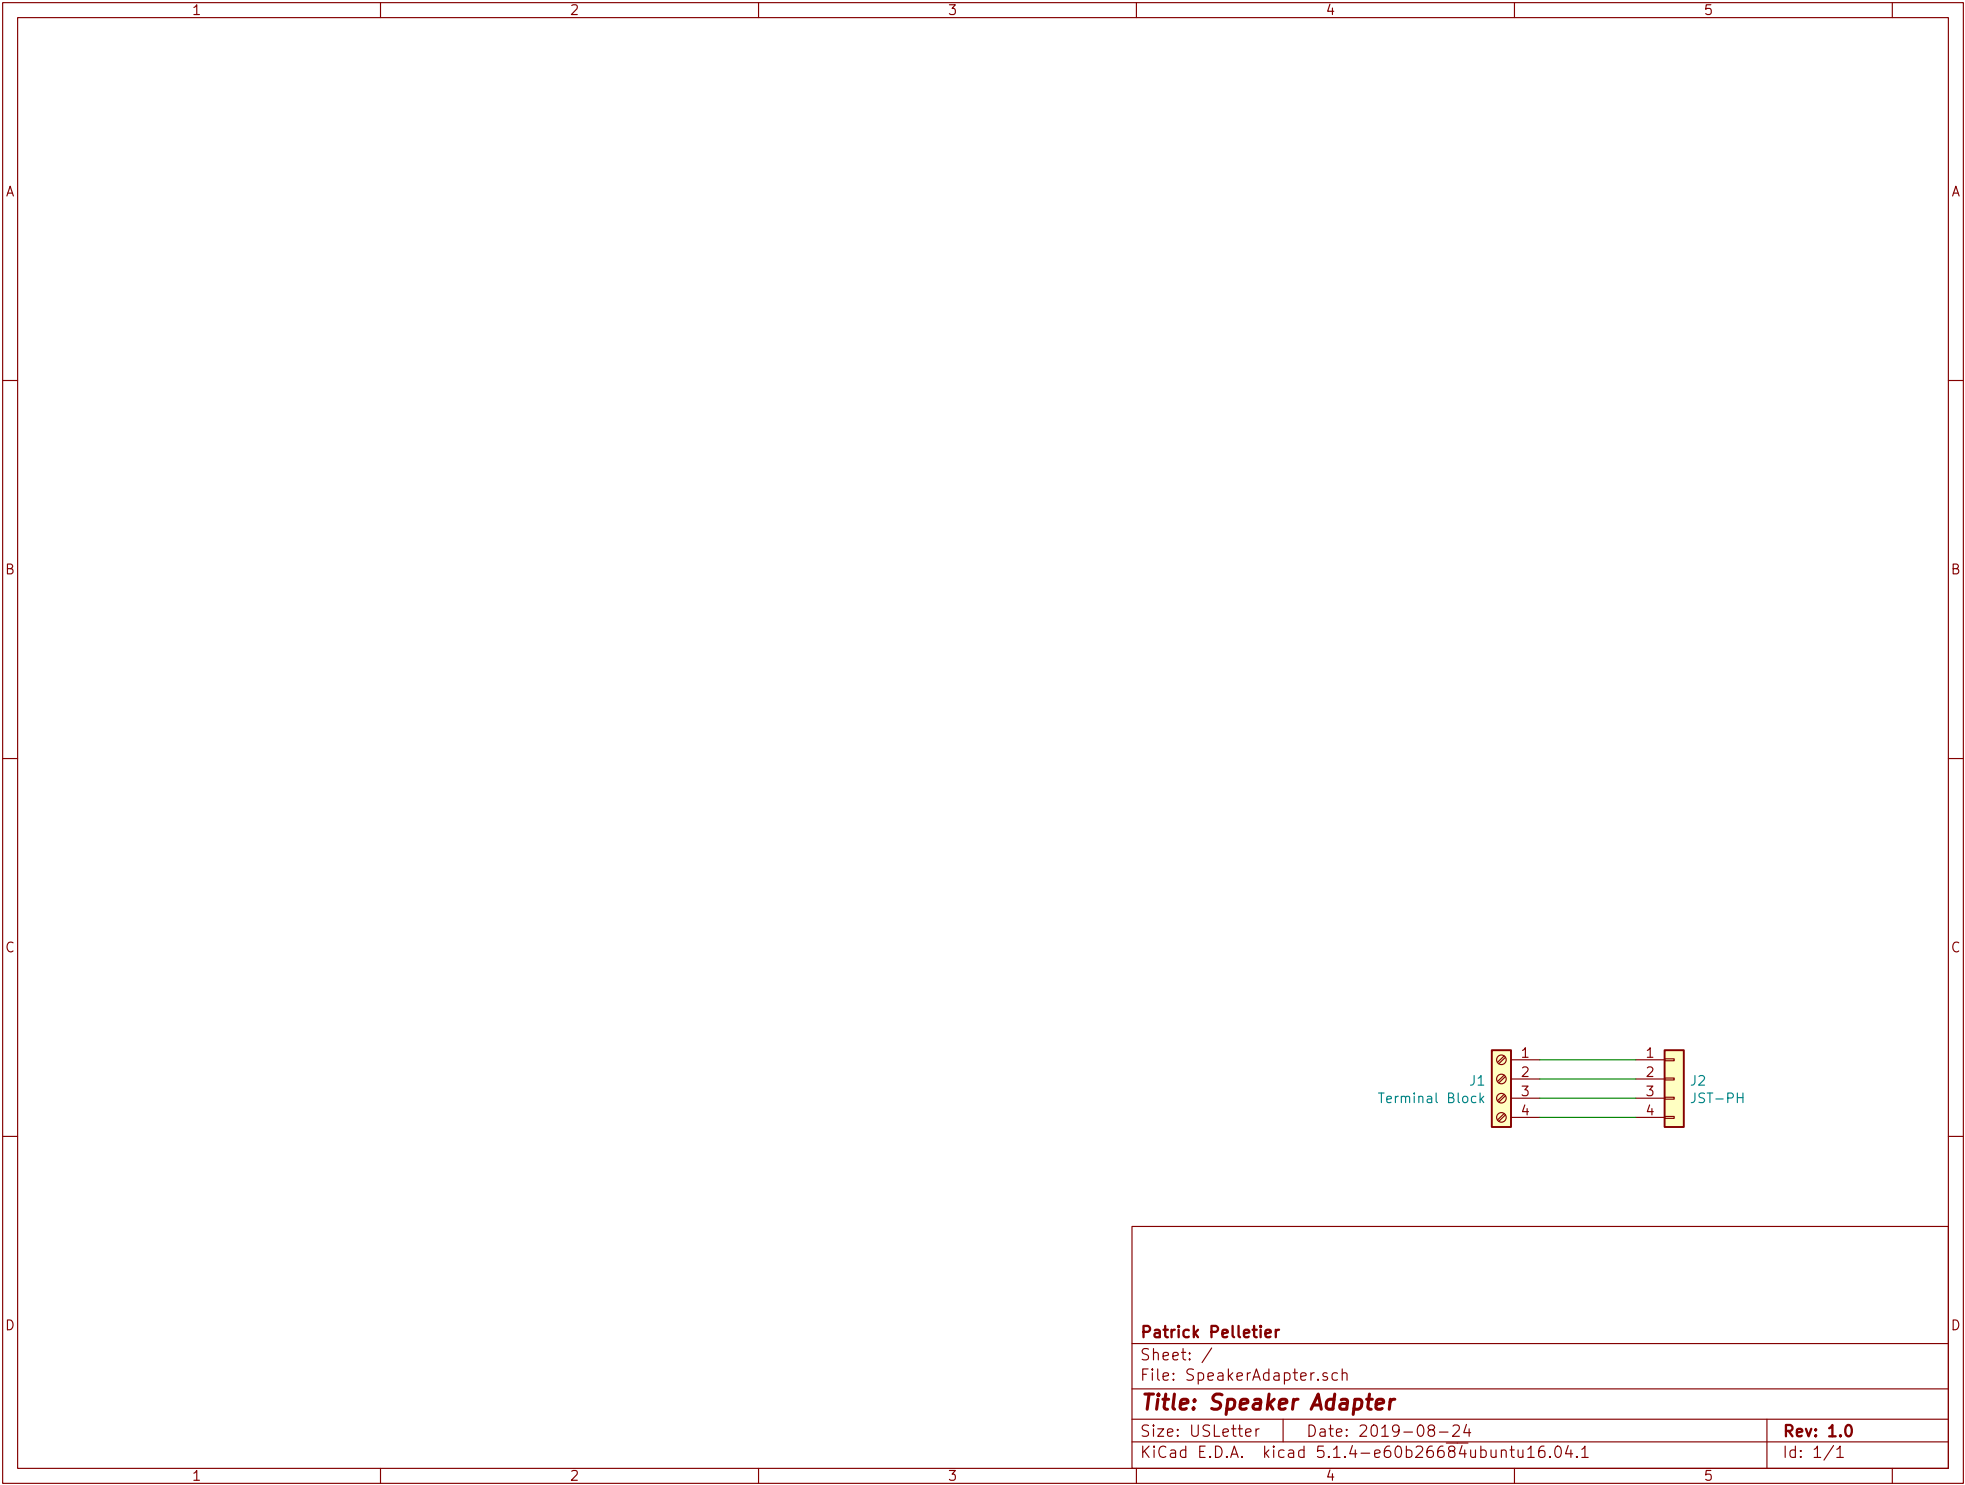 1 2 3 4 5
A A
B B
C C
1 1
2 2
J1 J2
3 3
Terminal Block JST-PH
4 4
D D
Patrick Pelletier
Sheet: /
File: SpeakerAdapter.sch
Title: Speaker Adapter
Size: USLetter Date: 2019-08-24 Rev: 1.0
KiCad E.D.A. kicad 5.1.4-e60b26684ubuntu16.04.1 Id: 1/1
1 2 3 4 5